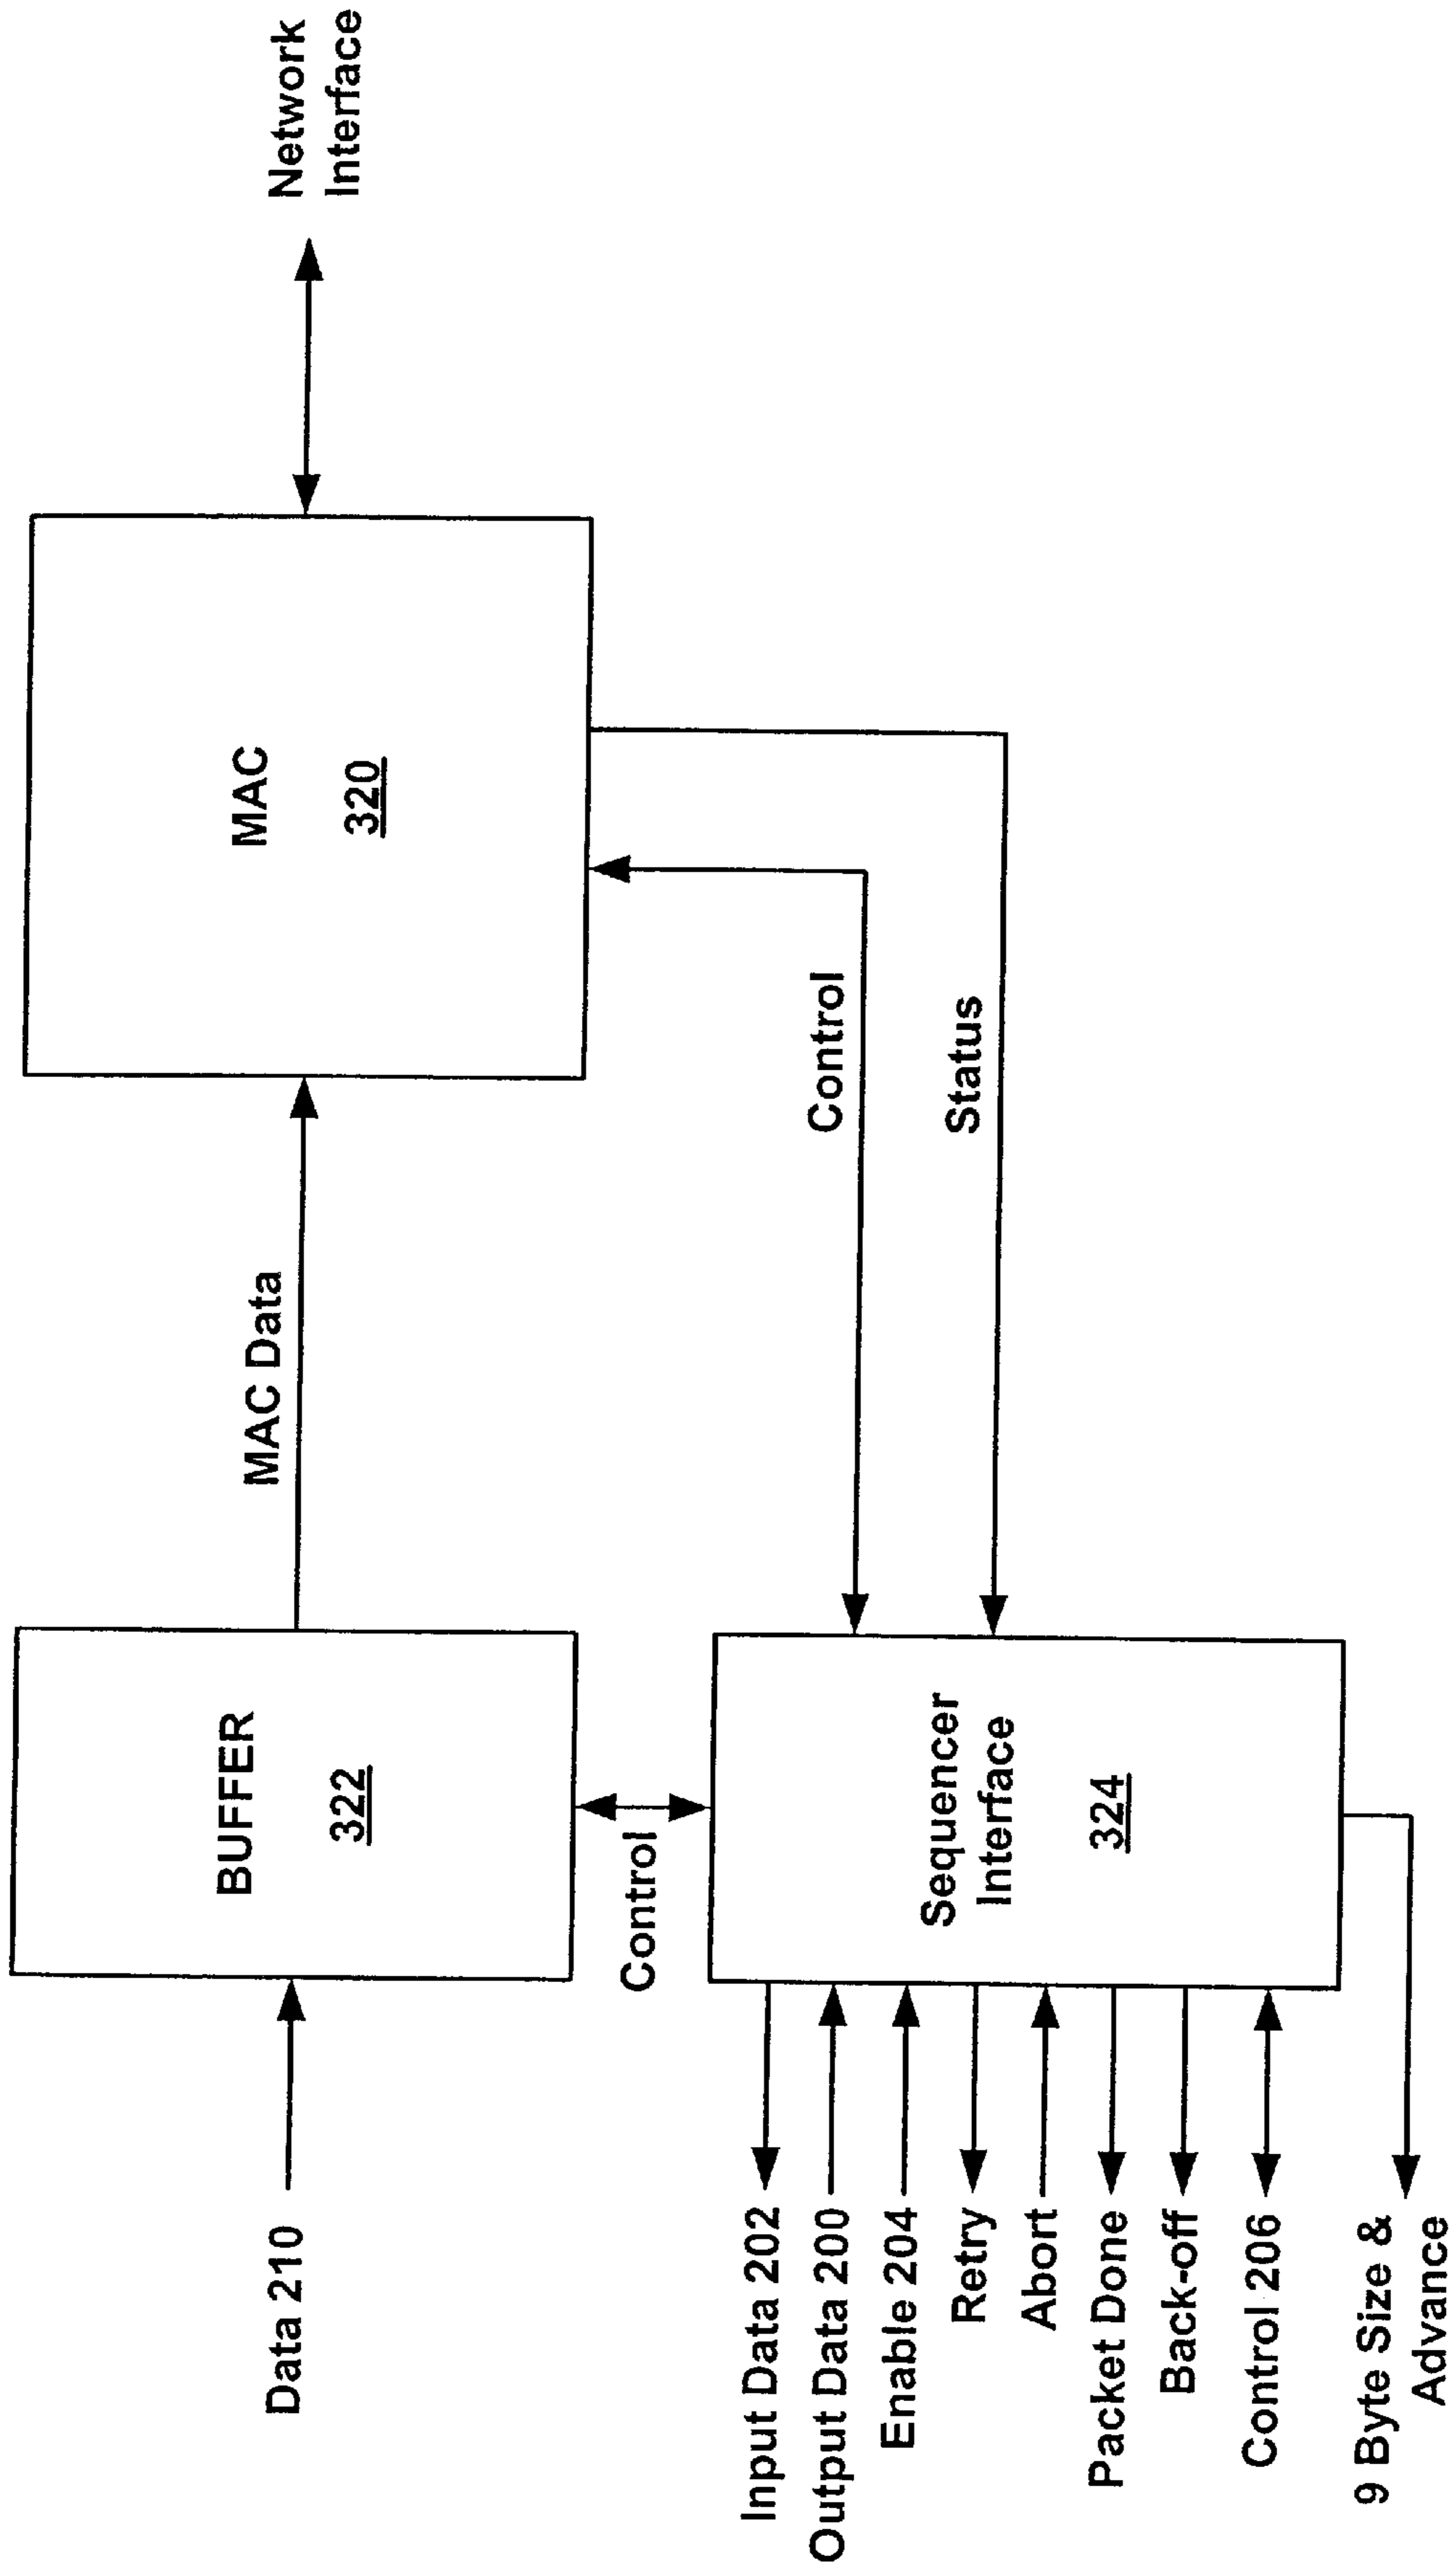 Data 210
BUFFER
322
MAC Data
MAC
320
Network
Interface
Control
Control
Status
Sequencer
Interface
324
Input Data 202
Output Data 200
Enable 204
Retry
Abort
Packet Done
Back-off
Control 206
9 Byte Size &
Advance